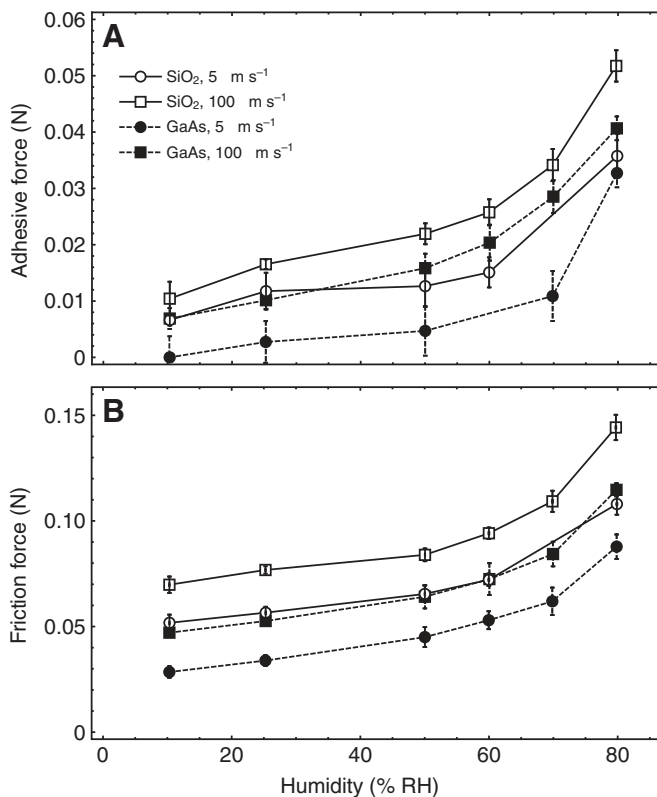 A
SiO₂, 5 m s⁻¹
SiO₂, 100 m s⁻¹
GaAs, 5 m s⁻¹
GaAs, 100 m s⁻¹
0.06
0.05
0.04
0.03
0.02
0.01
0
Adhesive force (N)
B
0.15
0.10
0.05
0
Friction force (N)
0 20 40 60 80
Humidity (% RH)